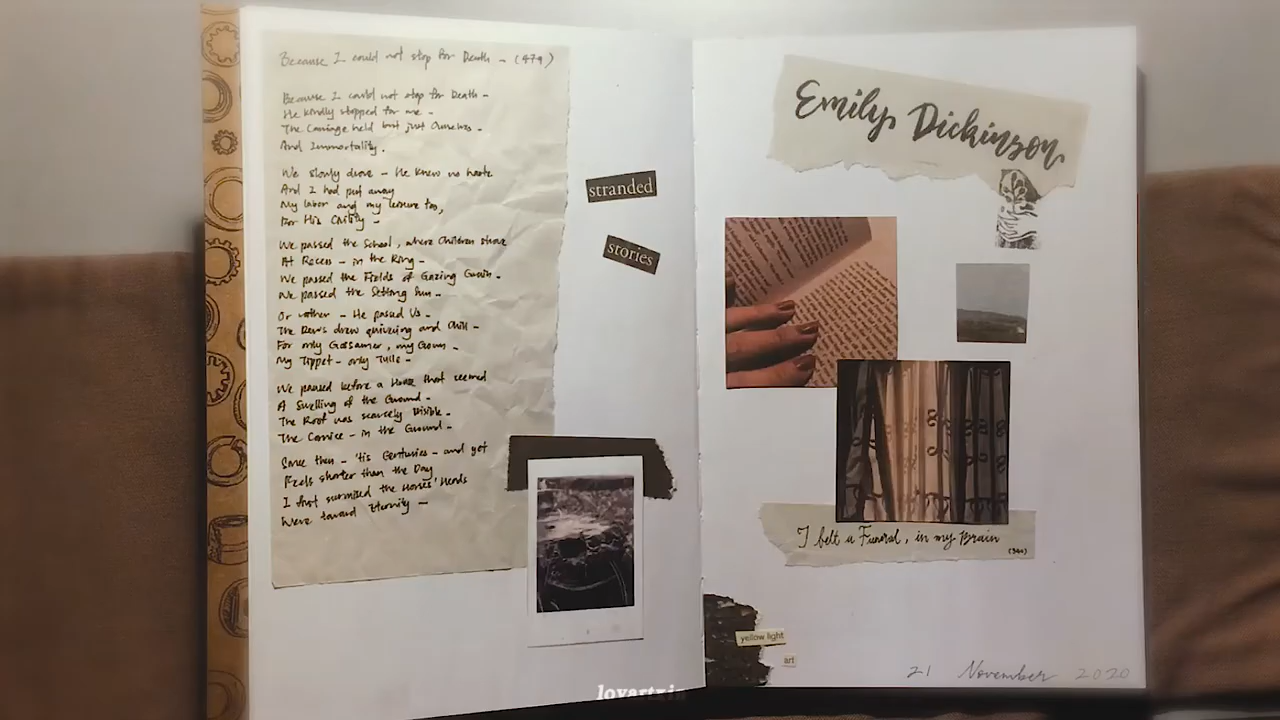 Because I could not stop for Death – (479)
Because I could not stop for Death –
He kindly stopped for me –
The Carriage held but just Ourselves –
And Immortality.
We slowly drove – He knew no haste
And I had put away
My labor and my leisure too,
For His Civility –
We passed the School, where Children strove
At Recess – in the Ring –
We passed the Fields of Gazing Grain –
We passed the Setting Sun –
Or rather – He passed Us –
The Dews drew quivering and Chill –
For only Gossamer, my Gown –
My Tippet – only Tulle –
We paused before a House that seemed
A Swelling of the Ground –
The Roof was scarcely Visible –
The Cornice – in the Ground –
Since then – 'tis Centuries – and yet
Feels shorter than the Day
I first surmised the Horses' Heads
Were toward Eternity –
stranded
stories
Emily Dickinson
I felt a Funeral, in my Brain
(340)
yellow light
art
21 November 2020